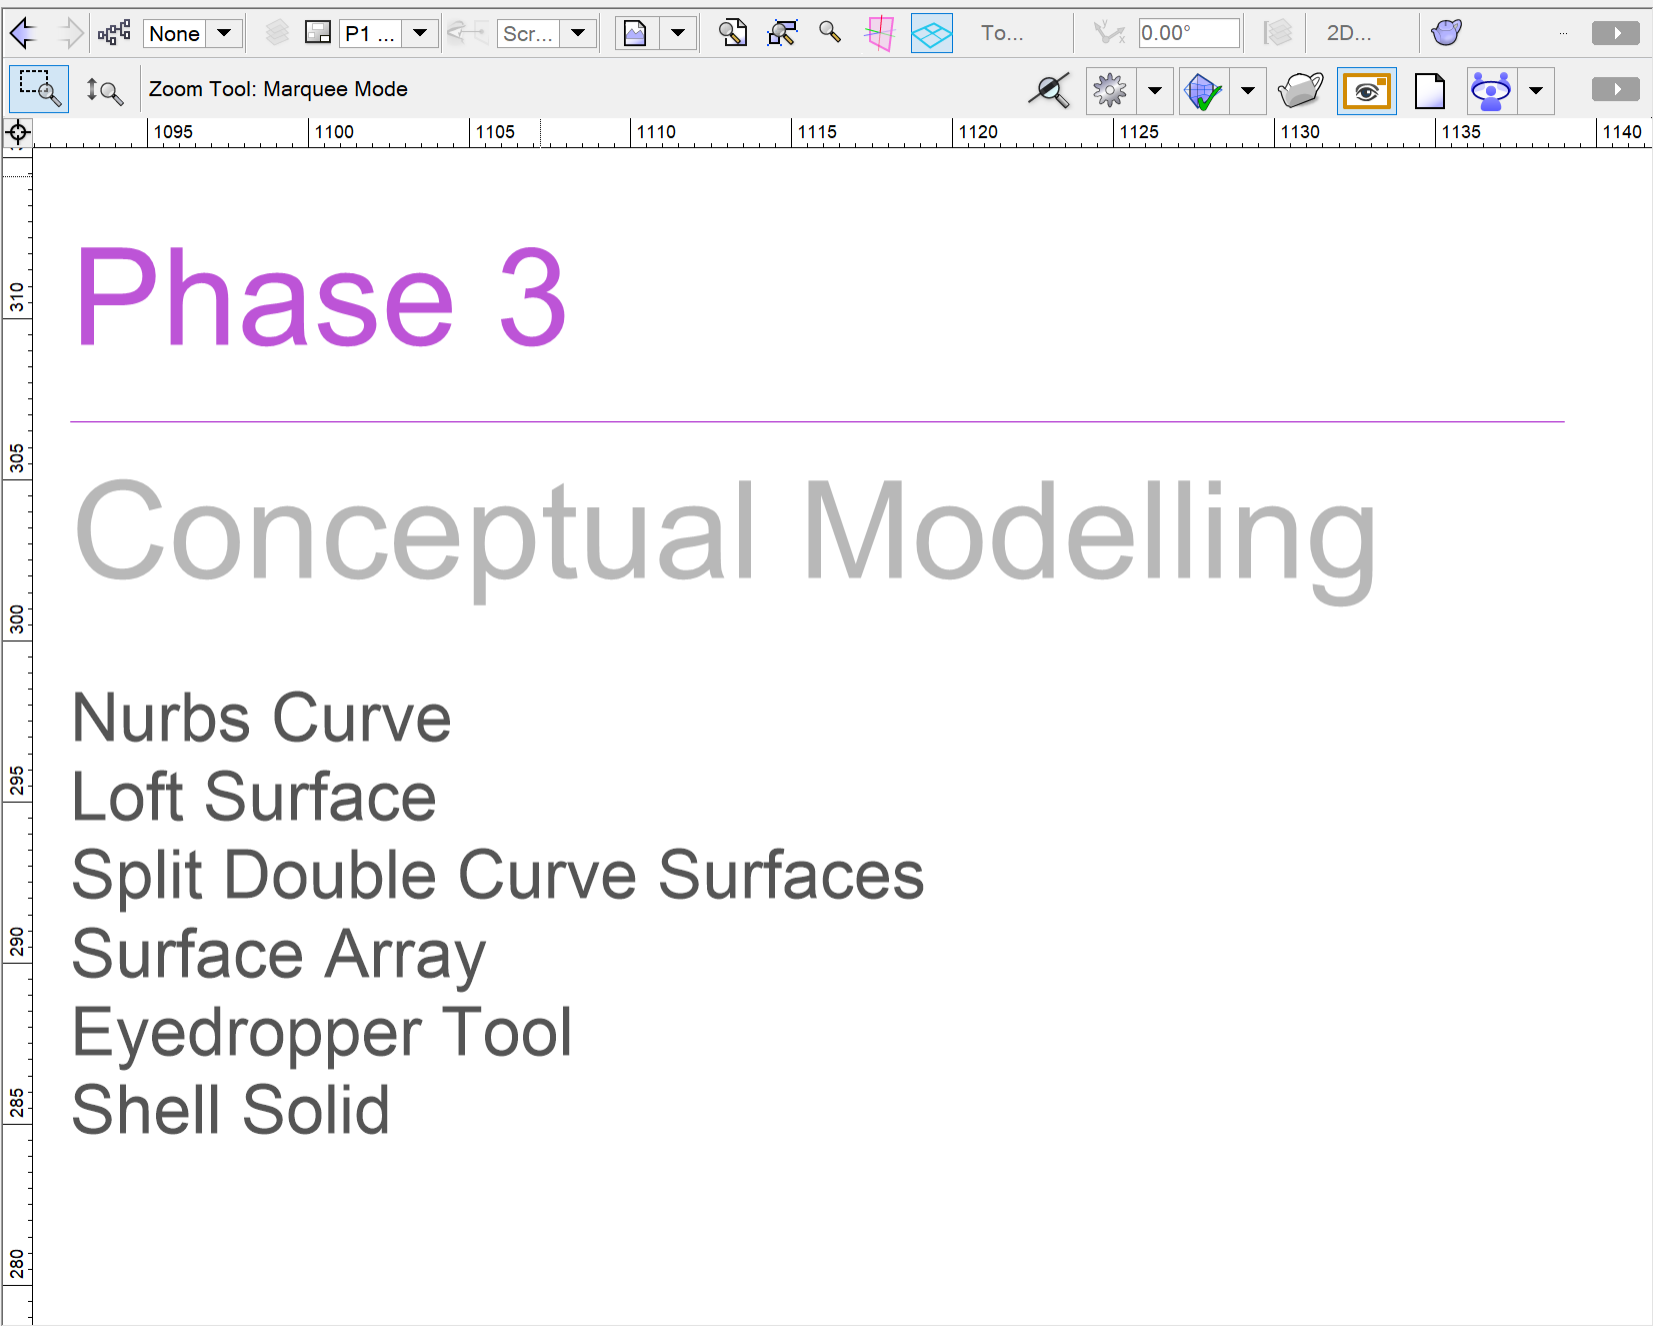 None P1 ... Scr... To... 0.00° 2D... ...
Zoom Tool: Marquee Mode
1095 1100 1105 1110 1115 1120 1125 1130 1135 1140
Phase 3
310
305
Conceptual Modelling
300
Nurbs Curve
295
Loft Surface
Split Double Curve Surfaces
290
Surface Array
Eyedropper Tool
285
Shell Solid
280